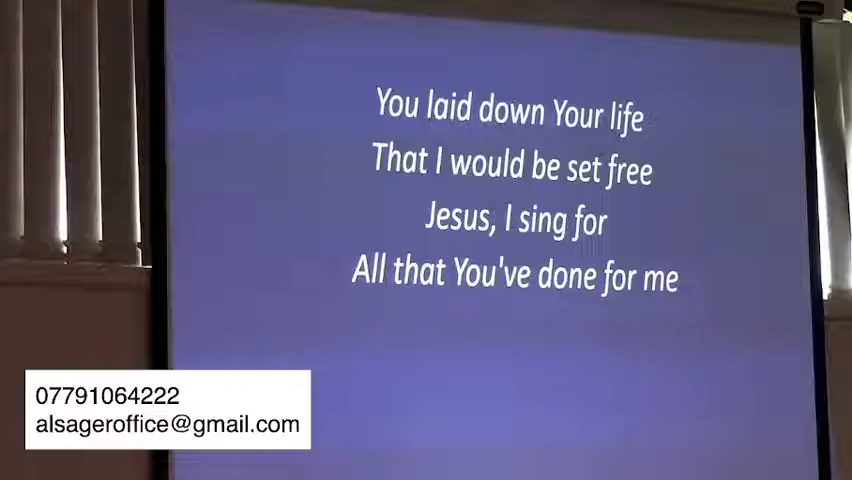 You laid down Your life
That I would be set free
Jesus, I sing for
All that You've done for me
07791064222
alsageroffice@gmail.com